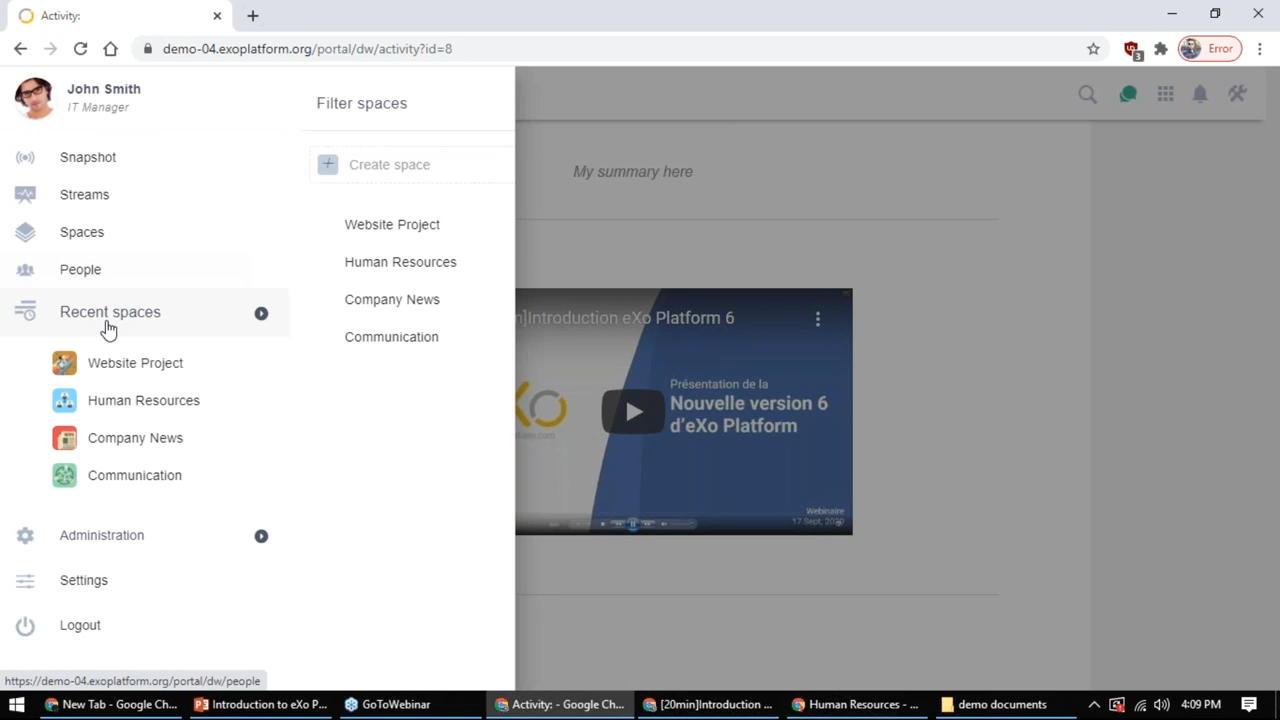 Activity:
demo-04.exoplatform.org/portal/dw/activity?id=8
3
Error
John Smith
IT Manager
Snapshot
Streams
Spaces
People
Recent spaces
Website Project
Human Resources
Company News
Communication
Administration
Settings
Logout
Filter spaces
Create space
Website Project
Human Resources
Company News
Communication
My summary here
n]Introduction eXo Platform 6
Présentation de la
Nouvelle version 6
d'eXo Platform
Webinaire
17 Sept, 2020
https://demo-04.exoplatform.org/portal/dw/people
New Tab - Google Ch...
Introduction to eXo P...
GoToWebinar
Activity: - Google Ch...
[20min]Introduction ...
Human Resources - ...
demo documents
4:09 PM